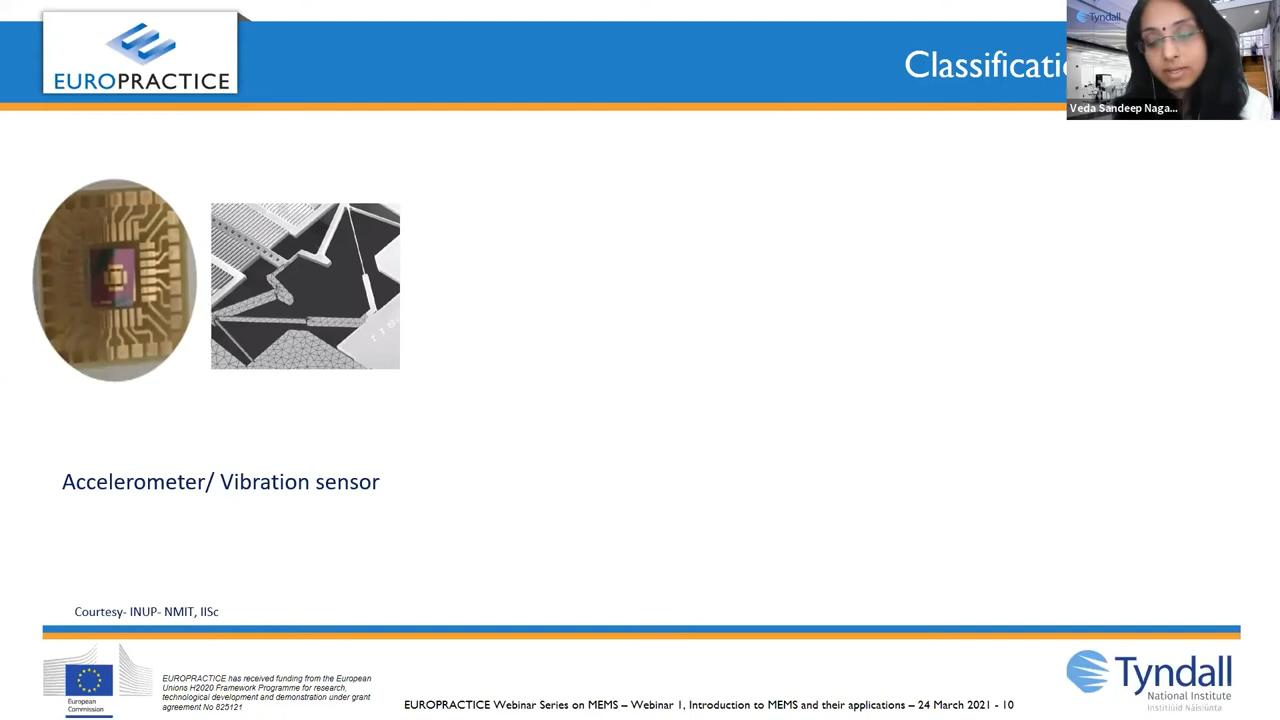 EUROPRACTICE
Classificati
Tyndall
Veda Sandeep Naga...
Accelerometer/ Vibration sensor
Courtesy- INUP- NMIT, IISc
European
Commission
EUROPRACTICE has received funding from the European
Unions H2020 Framework Programme for research,
technological development and demonstration under grant
agreement No 825121
EUROPRACTICE Webinar Series on MEMS – Webinar 1, Introduction to MEMS and their applications – 24 March 2021 - 10
Tyndall
National Institute
Institiúid Náisiúnta